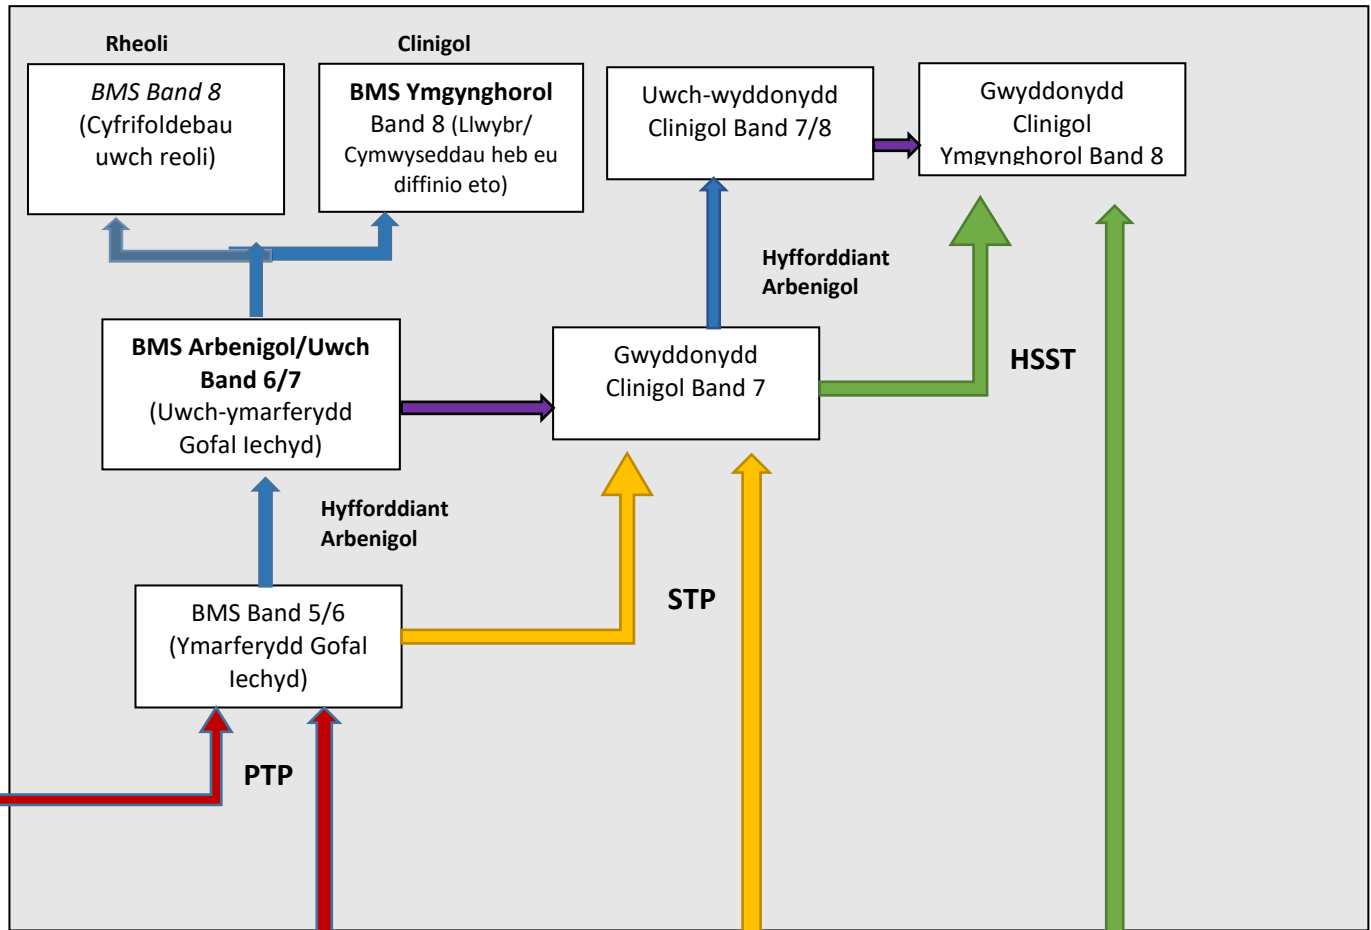 Rheoli
Clinigol
BMS Band 8
(Cyfrifoldebau
uwch reoli)
BMS Ymgynghorol
Band 8 (Llwybr/
Cymwyseddau heb eu
diffinio eto)
Uwch-wyddonydd
Clinigol Band 7/8
Gwyddonydd
Clinigol
Ymgynghorol Band 8
Hyfforddiant
Arbenigol
BMS Arbenigol/Uwch
Band 6/7
(Uwch-ymarferydd
Gofal Iechyd)
Gwyddonydd
Clinigol Band 7
HSST
Hyfforddiant
Arbenigol
BMS Band 5/6
(Ymarferydd Gofal
Iechyd)
STP
PTP